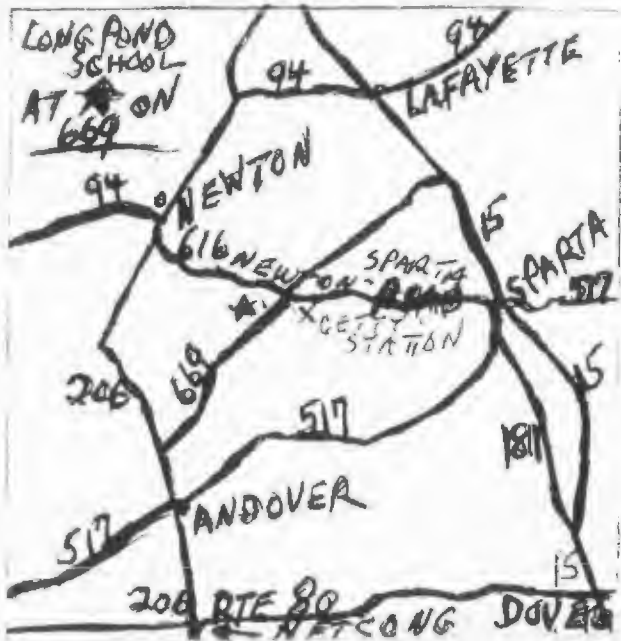 LONG POND
SCHOOL
AT ★ ON
669
94
94
LAFAYETTE
94
NEWTON
616 NEWTON-SPARTA
ROAD
15
SPARTA
517
★
X GETTY
STATION
669
206
517
181
15
ANDOVER
517
15
206 RTE 80
← NETCONG
DOVER